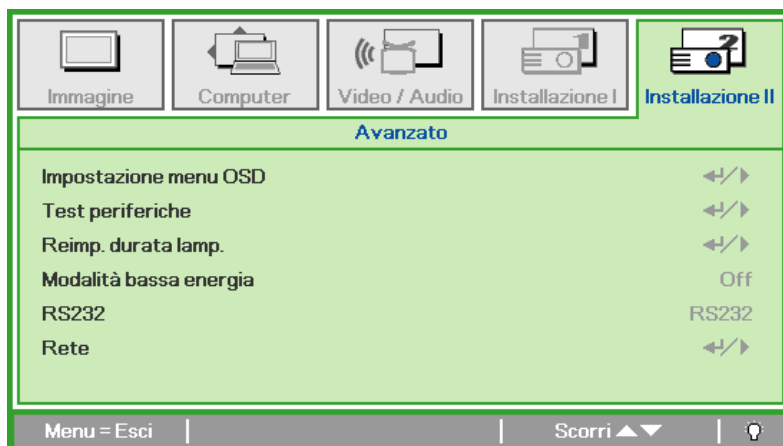 Immagine
Computer
Video / Audio
Installazione I
Installazione II
Avanzato
Impostazione menu OSD
Test periferiche
Reimp. durata lamp.
Modalità bassa energia Off
RS232 RS232
Rete
Menu = Esci Scorri